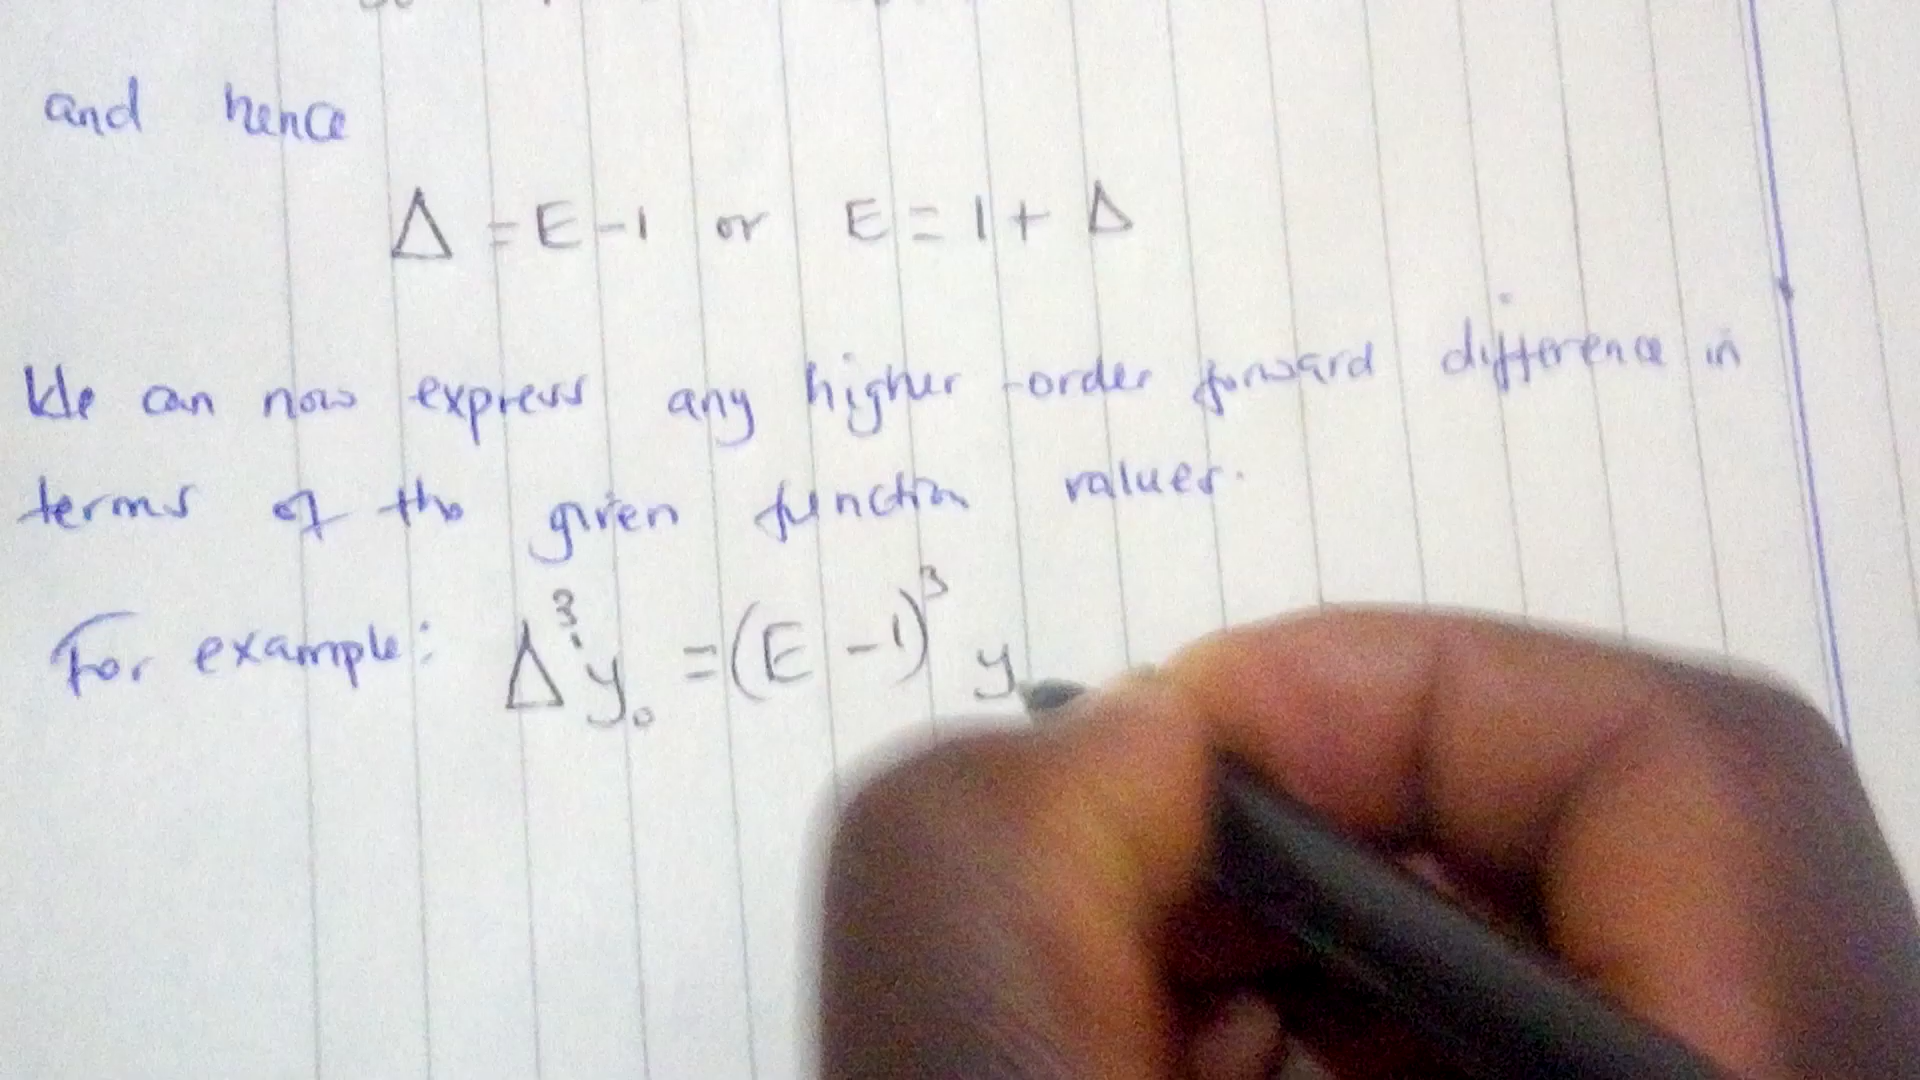 and hence
Δ = E - 1 or E = 1 + Δ
We can now express any higher-order forward difference in
terms of the given function values.
For example: Δ³y₀ = (E - 1)³ y